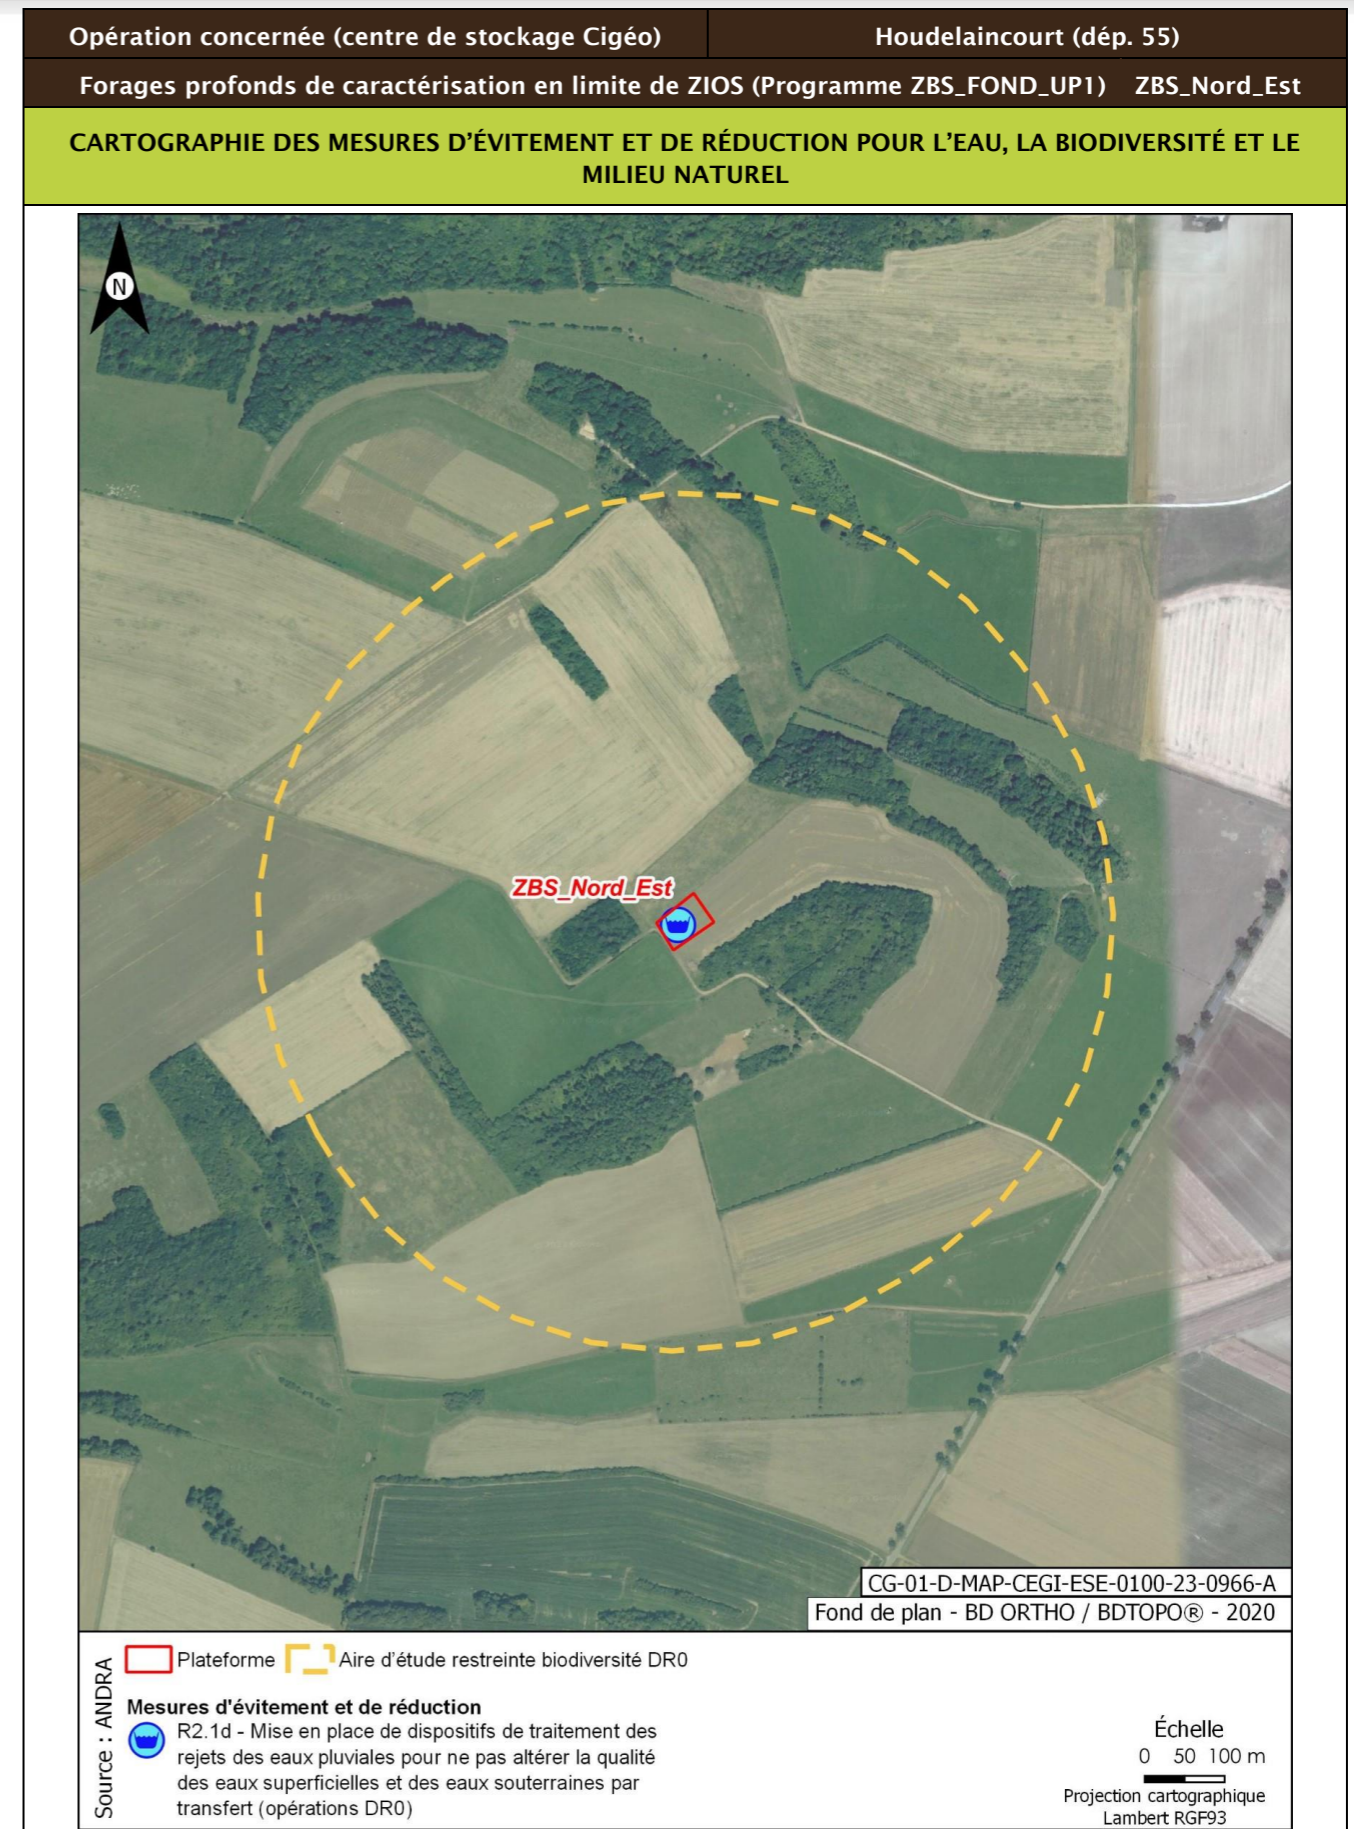 Opération concernée (centre de stockage Cigéo)
Houdelaincourt (dép. 55)
Forages profonds de caractérisation en limite de ZIOS (Programme ZBS_FOND_UP1) ZBS_Nord_Est
CARTOGRAPHIE DES MESURES D'ÉVITEMENT ET DE RÉDUCTION POUR L'EAU, LA BIODIVERSITÉ ET LE
MILIEU NATUREL
N
ZBS_Nord_Est
CG-01-D-MAP-CEGI-ESE-0100-23-0966-A
Fond de plan - BD ORTHO / BDTOPO® - 2020
Source : ANDRA
Plateforme
Aire d'étude restreinte biodiversité DR0
Mesures d'évitement et de réduction
R2.1d - Mise en place de dispositifs de traitement des
rejets des eaux pluviales pour ne pas altérer la qualité
des eaux superficielles et des eaux souterraines par
transfert (opérations DR0)
Échelle
0 50 100 m
Projection cartographique
Lambert RGF93